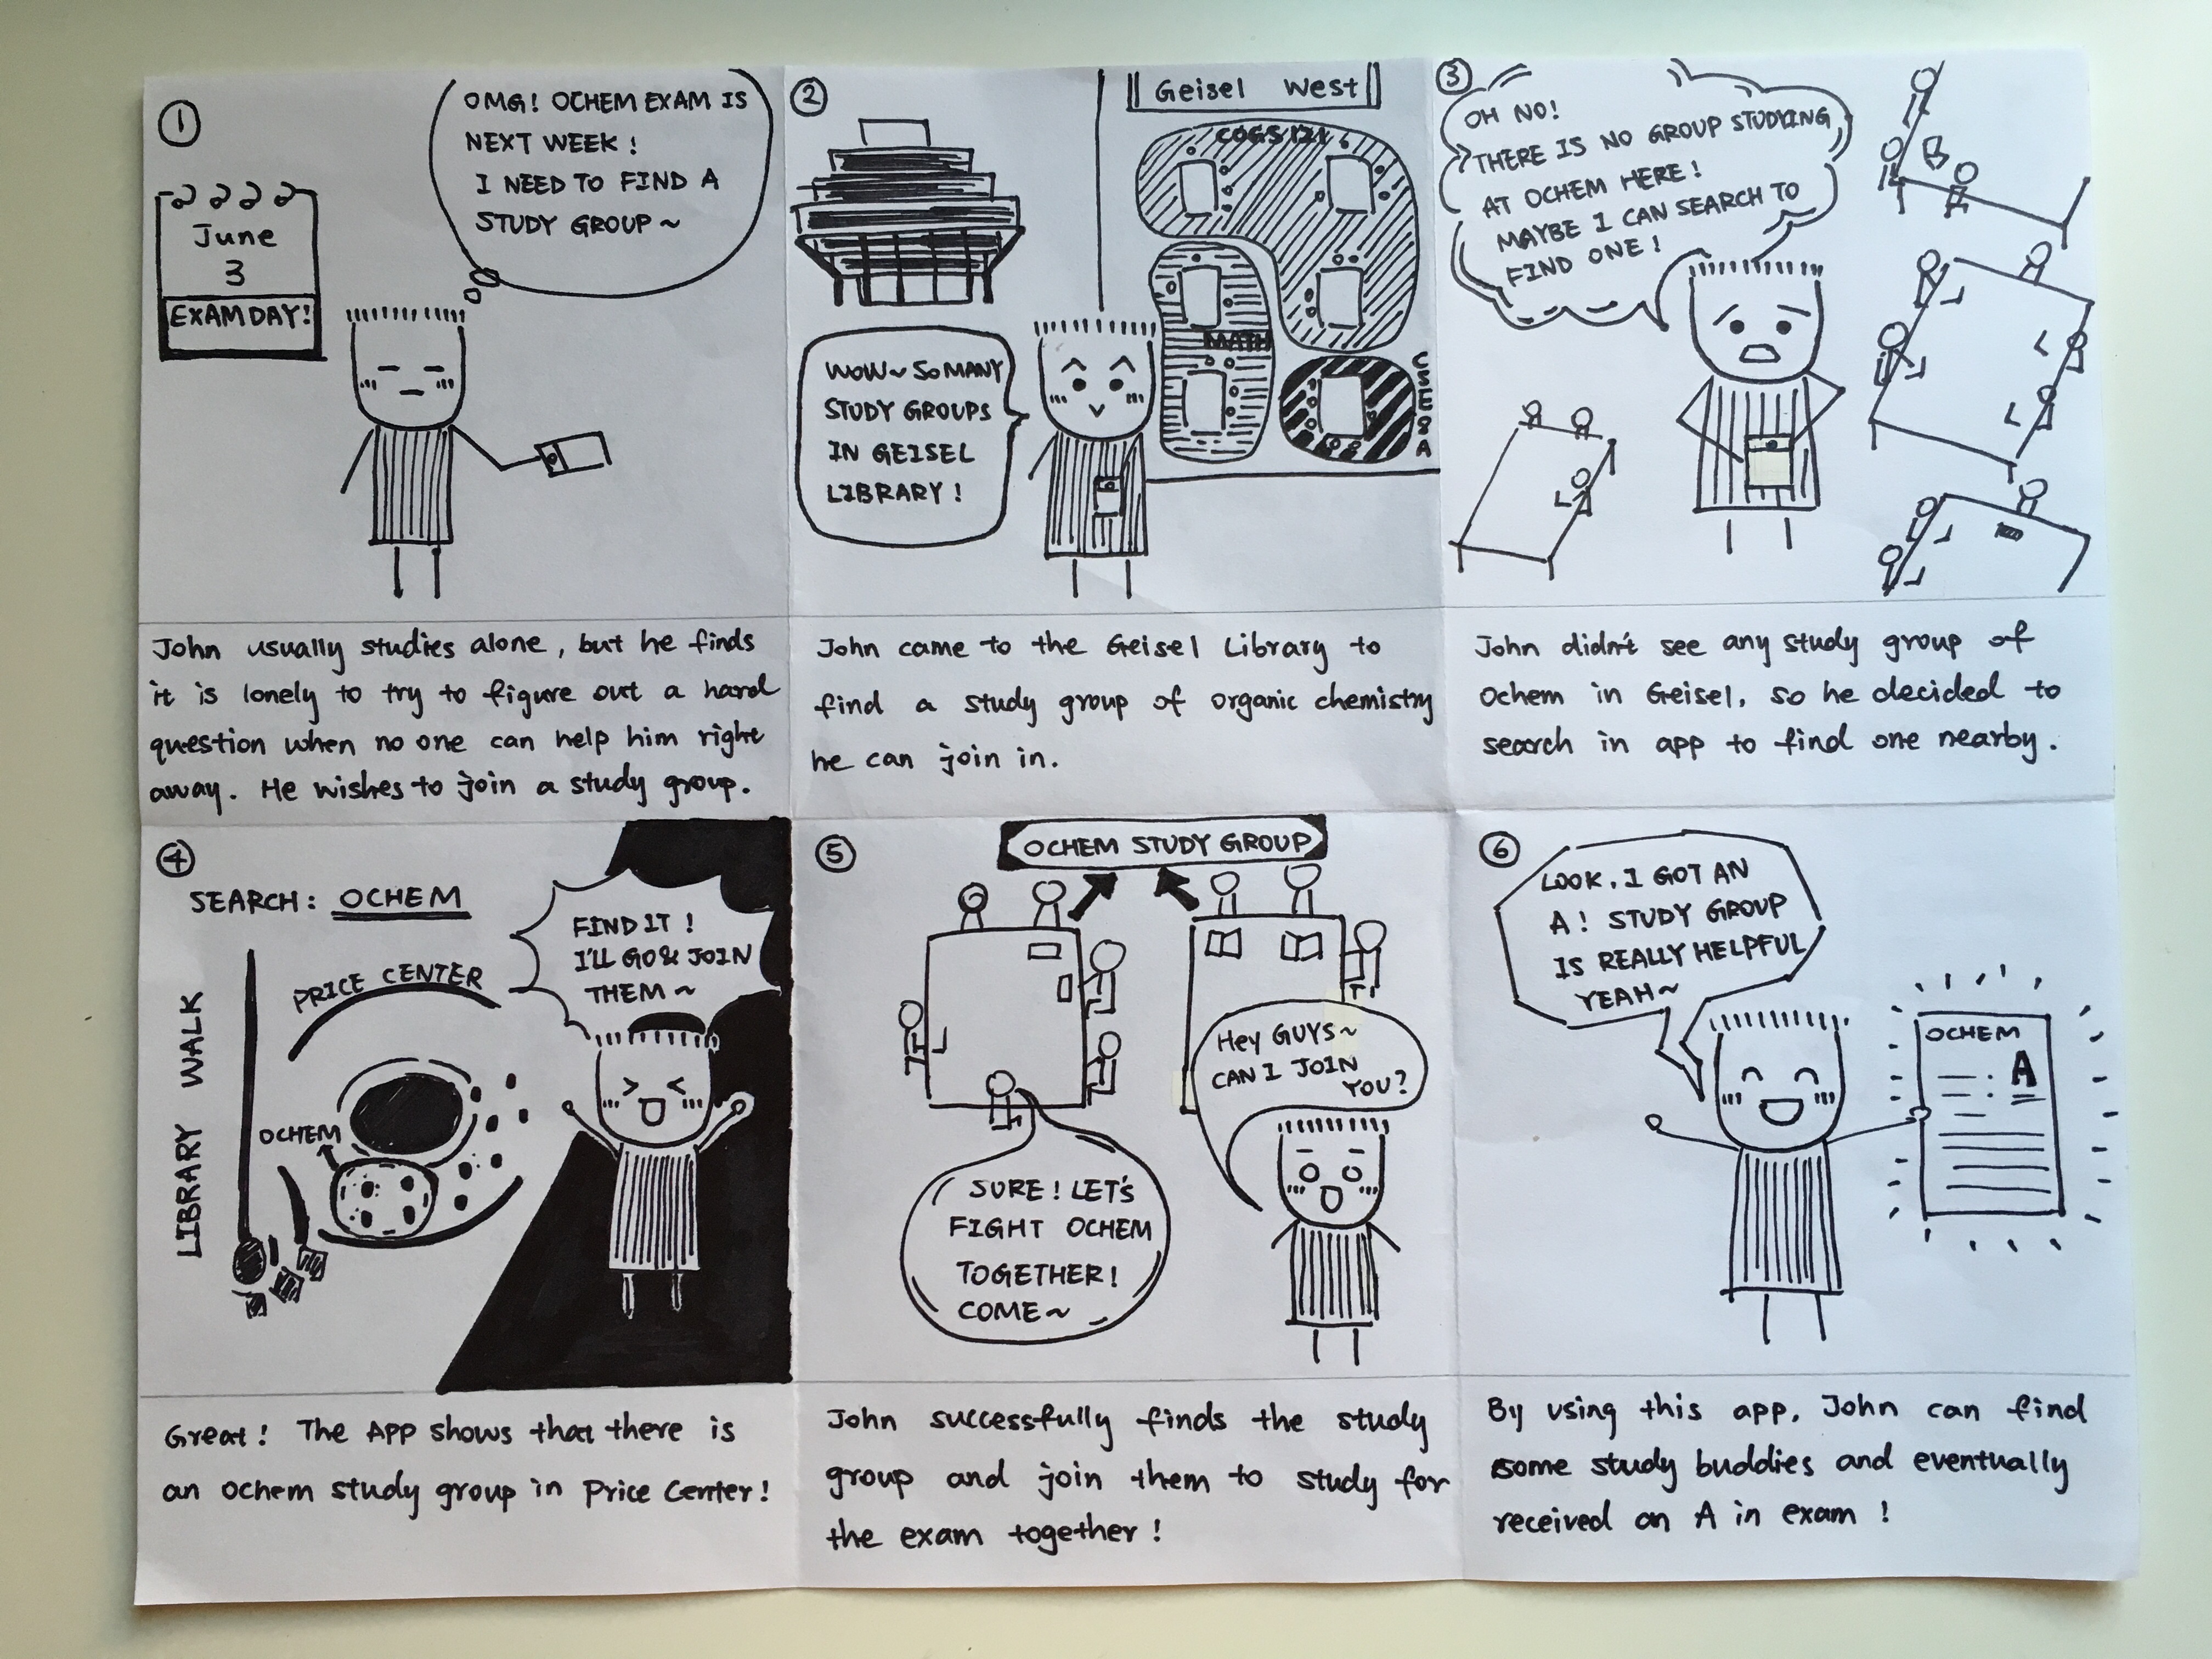 1
OMG! OCHEM EXAM IS
NEXT WEEK!
I NEED TO FIND A
STUDY GROUP~
June
3
EXAM DAY!
John usually studies alone, but he finds
it is lonely to try to figure out a hard
question when no one can help him right
away. He wishes to join a study group.
2
Geisel West
COGS 121
MATH
CSE8A
WOW~ SO MANY
STUDY GROUPS
IN GEISEL
LIBRARY!
John came to the Geisel Library to
find a study group of organic chemistry
he can join in.
3
OH NO!
THERE IS NO GROUP STUDYING
AT OCHEM HERE!
MAYBE I CAN SEARCH TO
FIND ONE!
John didn't see any study group of
Ochem in Geisel, so he decided to
search in app to find one nearby.
4
SEARCH: OCHEM
FIND IT!
I'LL GO & JOIN
THEM~
PRICE CENTER
LIBRARY WALK
OCHEM
Great! The App shows that there is
an ochem study group in Price Center!
5
OCHEM STUDY GROUP
Hey GUYS~
CAN I JOIN
YOU?
SURE! LET'S
FIGHT OCHEM
TOGETHER!
COME~
John successfully finds the study
group and join them to study for
the exam together!
6
LOOK, I GOT AN
A! STUDY GROUP
IS REALLY HELPFUL
YEAH~
OCHEM
A
By using this app, John can find
some study buddies and eventually
received an A in exam!